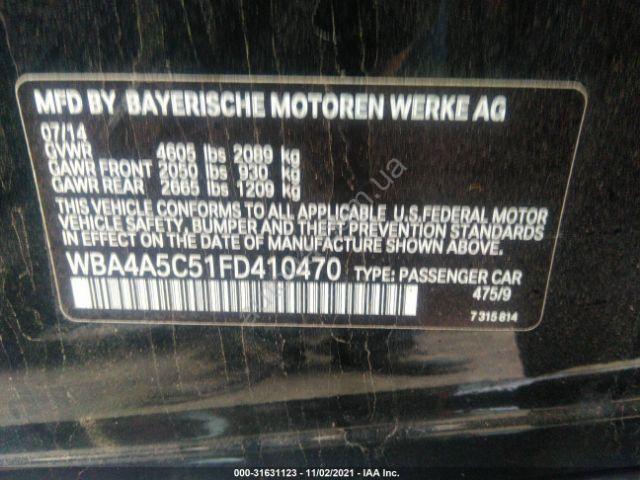 MFD BY BAYERISCHE MOTOREN WERKE AG
07/14
GVWR 4605 lbs 2089 kg
GAWR FRONT 2050 lbs 930 kg
GAWR REAR 2665 lbs 1209 kg
THIS VEHICLE CONFORMS TO ALL APPLICABLE U.S. FEDERAL MOTOR
VEHICLE SAFETY, BUMPER AND THEFT PREVENTION STANDARDS
IN EFFECT ON THE DATE OF MANUFACTURE SHOWN ABOVE.
WBA4A5C51FD410470 TYPE: PASSENGER CAR
475/9
7315814
000-31631123 - 11/02/2021 - IAA Inc.